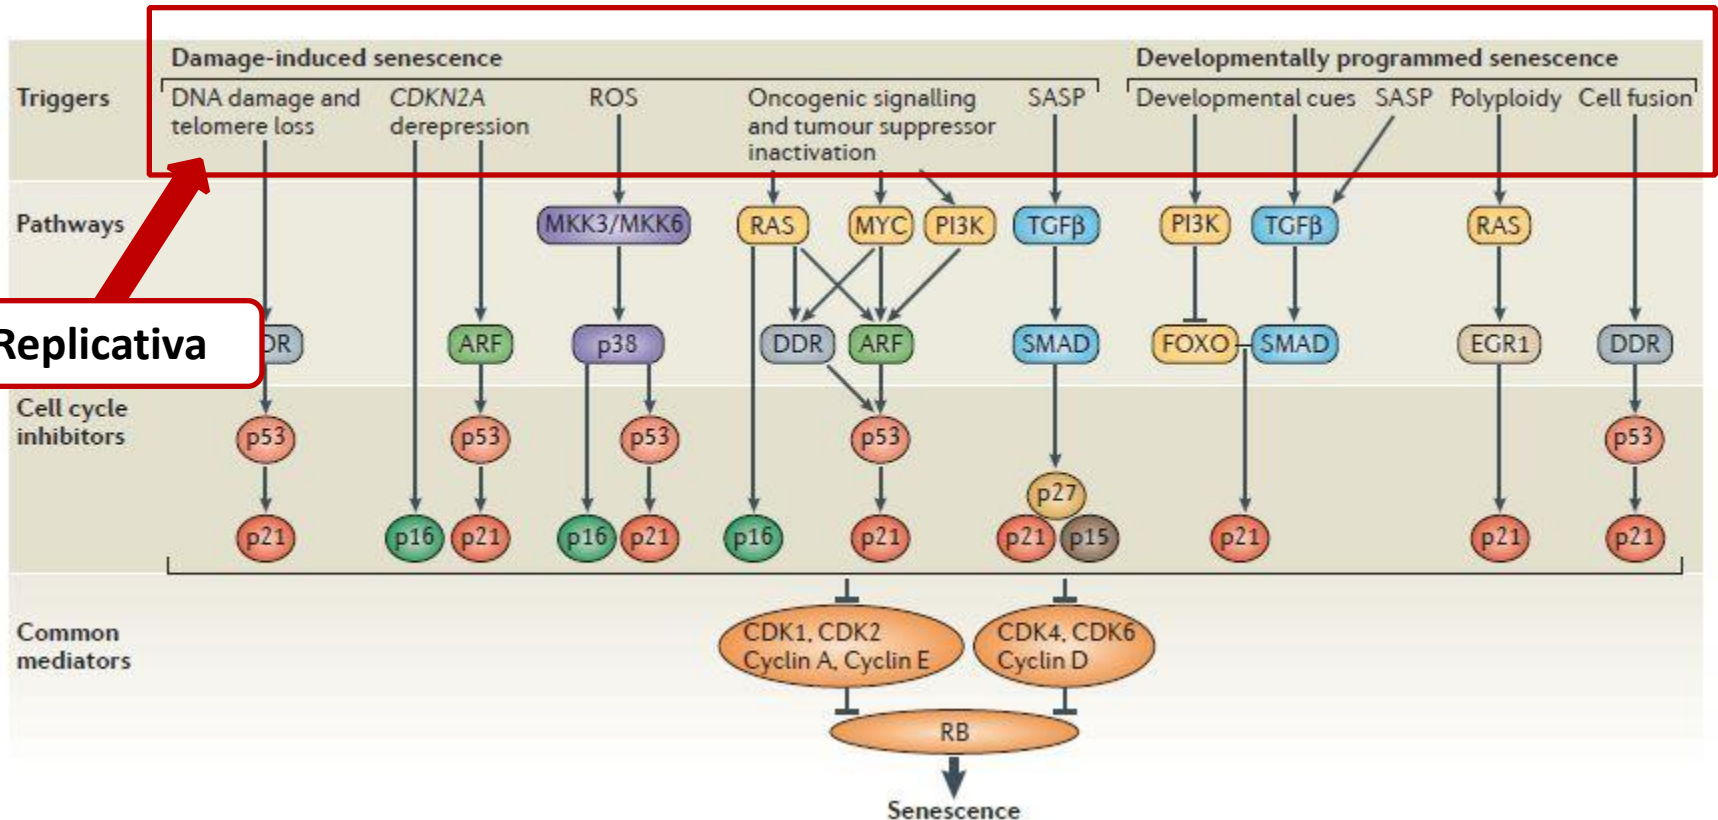 Damage-induced senescence
Developmentally programmed senescence
Triggers
DNA damage and
telomere loss
CDKN2A
derepression
ROS
Oncogenic signalling
and tumour suppressor
inactivation
SASP
Developmental cues
SASP
Polyploidy
Cell fusion
Pathways
MKK3/MKK6
RAS
MYC
PI3K
TGFβ
PI3K
TGFβ
RAS
Replicativa
DR
ARF
p38
DDR
ARF
SMAD
FOXO
SMAD
EGR1
DDR
Cell cycle
inhibitors
p53
p53
p53
p53
p53
p27
p21
p16
p21
p16
p21
p16
p21
p21
p15
p21
p21
p21
Common
mediators
CDK1, CDK2
Cyclin A, Cyclin E
CDK4, CDK6
Cyclin D
RB
Senescence